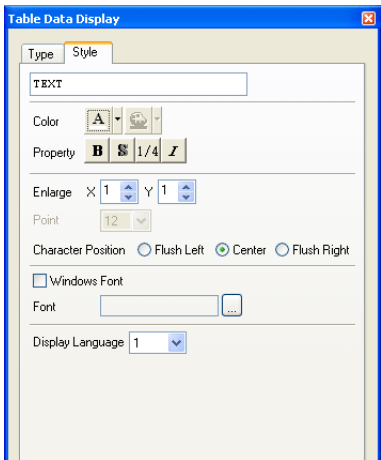 Table Data Display
Type Style
TEXT
Color A
Property B S 1/4 I
Enlarge X 1 Y 1
Point 12
Character Position Flush Left Center Flush Right
Windows Font
Font ...
Display Language 1